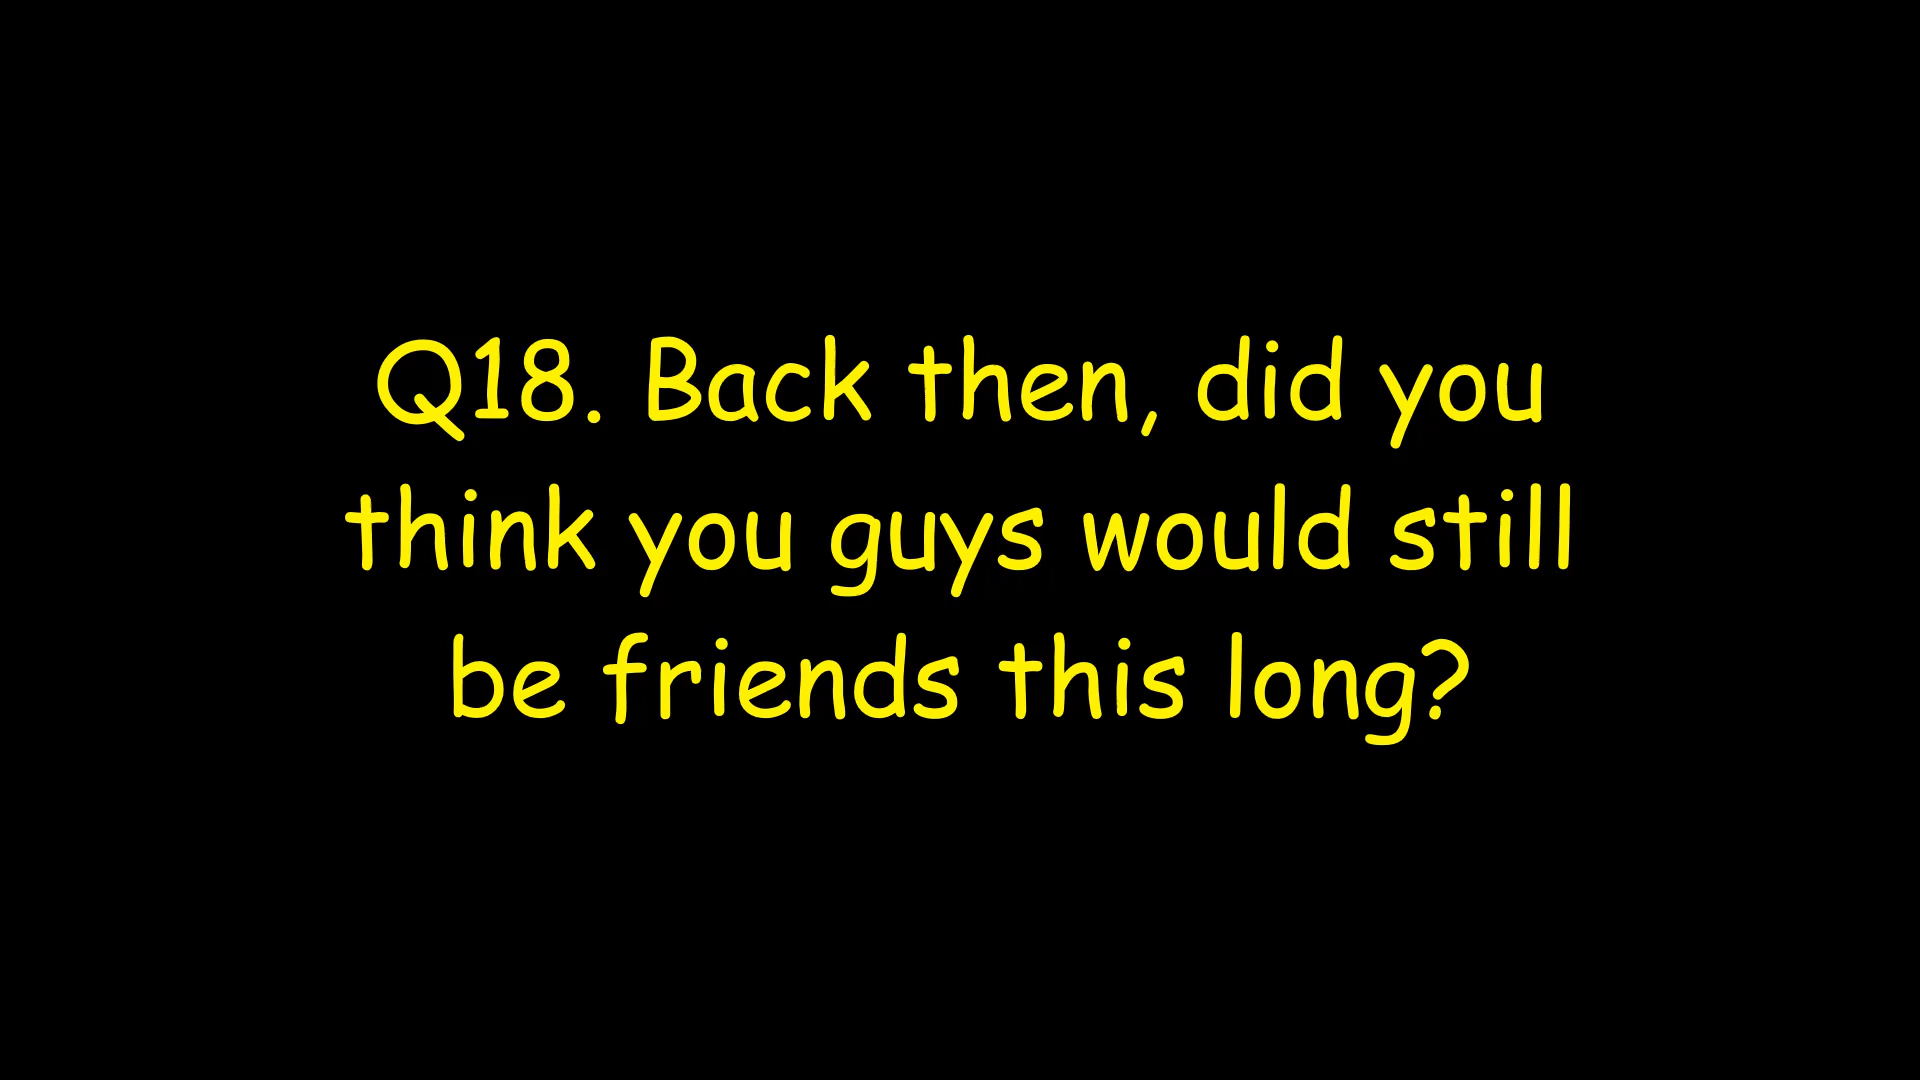 Q18. Back then, did you
think you guys would still
be friends this long?